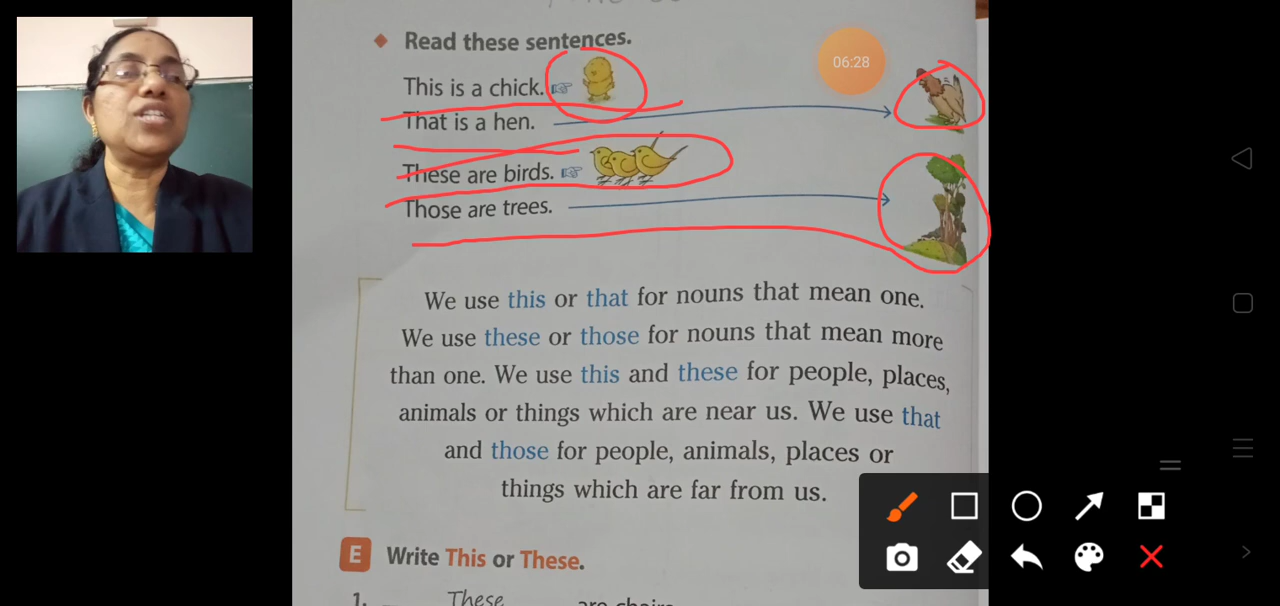 Read these sentences.
This is a chick.
06:28
That is a hen.
These are birds.
Those are trees.
We use this or that for nouns that mean one.
We use these or those for nouns that mean more
than one. We use this and these for people, places,
animals or things which are near us. We use that
and those for people, animals, places or
things which are far from us.
E Write This or These.
1. These are chairs